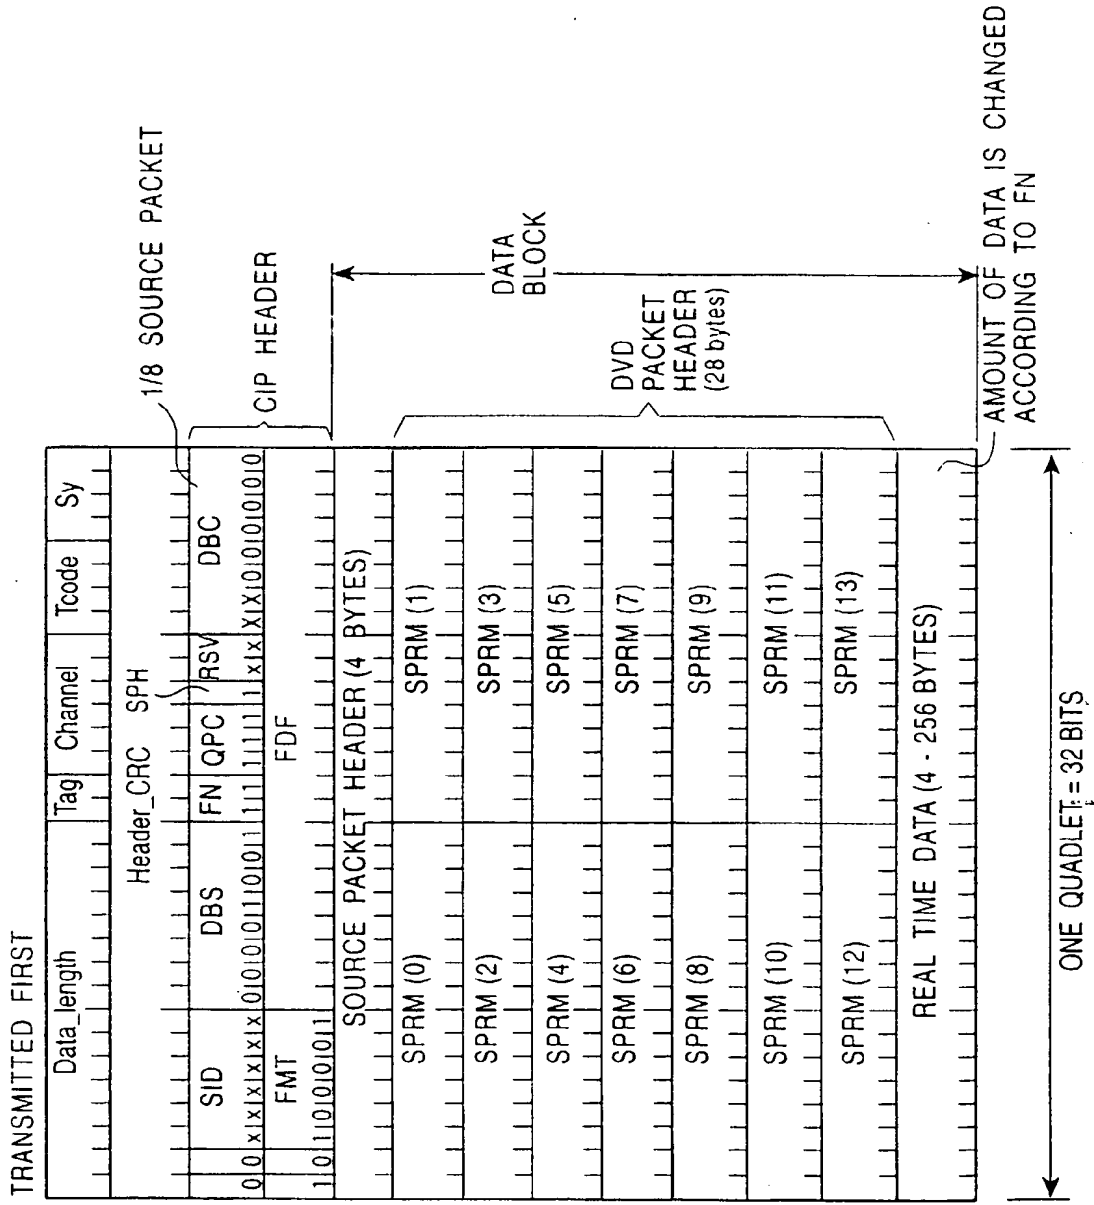 TRANSMITTED FIRST
Data_length Tag Channel Tcode Sy
Header_CRC
SPH
1/8 SOURCE PACKET
SID DBS FN QPC RSV DBC
0 0 x x x x x x 0 0 0 0 1 0 0 1 1 1 1 1 1 1 x x x 0 0 0 0 0 0
CIP HEADER
FMT FDF
1 0 1 0 0 0 0 1
SOURCE PACKET HEADER (4 BYTES)
SPRM (0) SPRM (1)
SPRM (2) SPRM (3)
SPRM (4) SPRM (5)
SPRM (6) SPRM (7)
SPRM (8) SPRM (9)
SPRM (10) SPRM (11)
SPRM (12) SPRM (13)
DVD
PACKET
HEADER
(28 bytes)
DATA
BLOCK
REAL TIME DATA (4 - 256 BYTES)
AMOUNT OF DATA IS CHANGED
ACCORDING TO FN
ONE QUADLET = 32 BITS